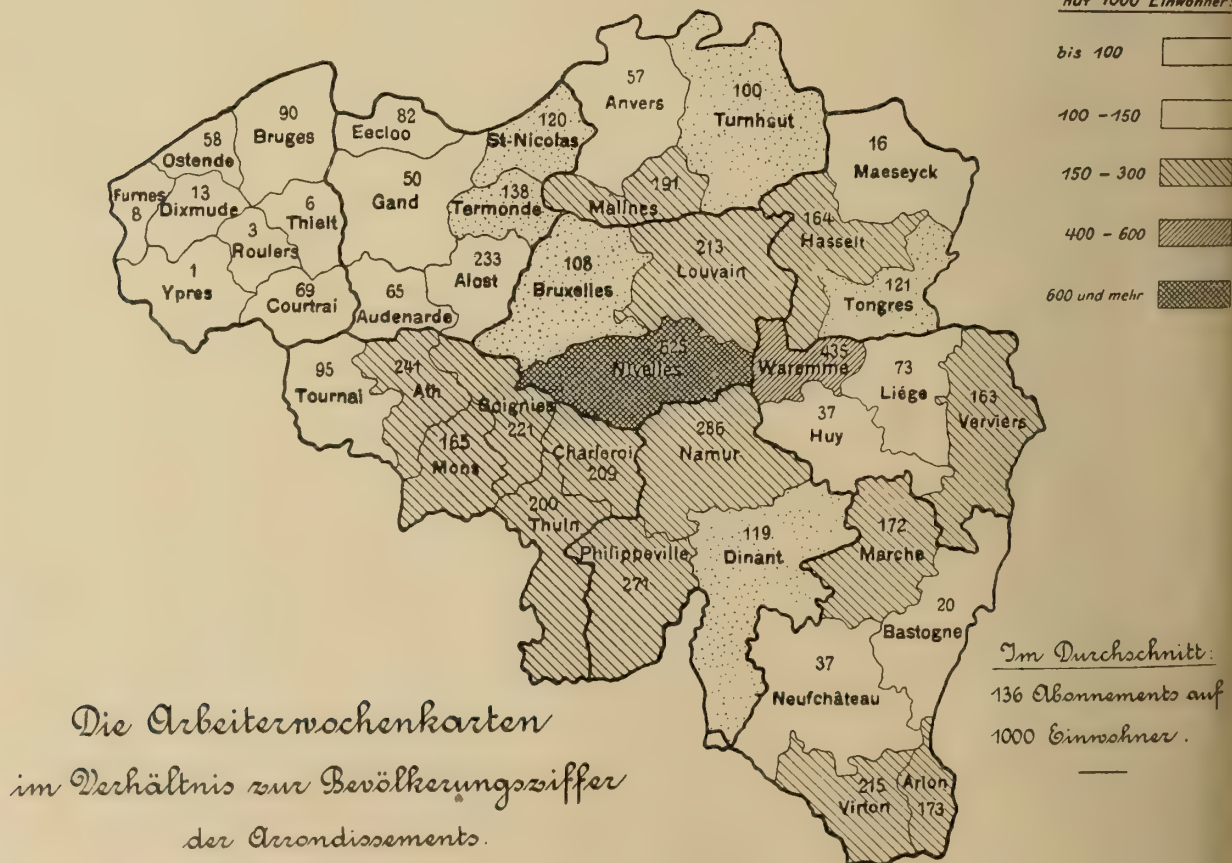 auf 1000 Einwohner:
bis 100
100 - 150
150 - 300
400 - 600
600 und mehr
57
Anvers
100
Turnhout
90
Bruges
82
Eecloo
120
St-Nicolas
58
Ostende
16
Maeseyck
Furnes
8
13
Dixmude
6
Thielt
50
Gand
138
Termonde
191
Malines
164
Hasselt
3
Roulers
1
Ypres
69
Courtrai
65
Audenarde
233
Alost
108
Bruxelles
213
Louvain
121
Tongres
95
Tournai
241
Ath
Soignies
221
625
Nivelles
435
Waremme
73
Liége
163
Verviers
37
Huy
165
Mons
Charleroi
209
286
Namur
200
Thuin
Philippeville
271
119
Dinant
172
Marche
20
Bastogne
37
Neufchâteau
215
Virton
Arlon
173
Im Durchschnitt:
136 Abonnements auf
1000 Einwohner.
Die Arbeiterwochenkarten
im Verhältnis zur Bevölkerungsziffer
der Arrondissements.